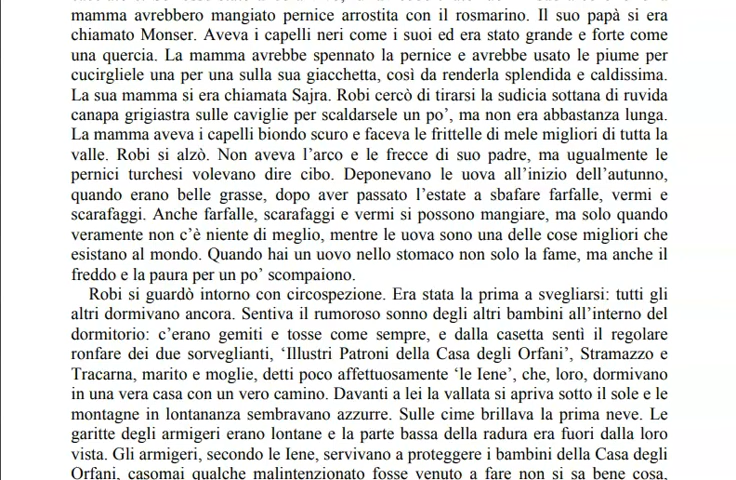 mamma avrebbero mangiato pernice arrostita con il rosmarino. Il suo papà si era
chiamato Monser. Aveva i capelli neri come i suoi ed era stato grande e forte come
una quercia. La mamma avrebbe spennato la pernice e avrebbe usato le piume per
cucirgliele una per una sulla sua giacchetta, così da renderla splendida e caldissima.
La sua mamma si era chiamata Sajra. Robi cercò di tirarsi la sudicia sottana di ruvida
canapa grigiastra sulle caviglie per scaldarsele un po’, ma non era abbastanza lunga.
La mamma aveva i capelli biondo scuro e faceva le frittelle di mele migliori di tutta la
valle. Robi si alzò. Non aveva l’arco e le frecce di suo padre, ma ugualmente le
pernici turchesi volevano dire cibo. Deponevano le uova all’inizio dell’autunno,
quando erano belle grasse, dopo aver passato l’estate a sbafare farfalle, vermi e
scarafaggi. Anche farfalle, scarafaggi e vermi si possono mangiare, ma solo quando
veramente non c’è niente di meglio, mentre le uova sono una delle cose migliori che
esistano al mondo. Quando hai un uovo nello stomaco non solo la fame, ma anche il
freddo e la paura per un po’ scompaiono.
Robi si guardò intorno con circospezione. Era stata la prima a svegliarsi: tutti gli
altri dormivano ancora. Sentiva il rumoroso sonno degli altri bambini all’interno del
dormitorio: c’erano gemiti e tosse come sempre, e dalla casetta sentì il regolare
ronfare dei due sorveglianti, ‘Illustri Patroni della Casa degli Orfani’, Stramazzo e
Tracarna, marito e moglie, detti poco affettuosamente ‘le Iene’, che, loro, dormivano
in una vera casa con un vero camino. Davanti a lei la vallata si apriva sotto il sole e le
montagne in lontananza sembravano azzurre. Sulle cime brillava la prima neve. Le
garitte degli armigeri erano lontane e la parte bassa della radura era fuori dalla loro
vista. Gli armigeri, secondo le Iene, servivano a proteggere i bambini della Casa degli
Orfani, casomai qualche malintenzionato fosse venuto a fare non si sa bene cosa,